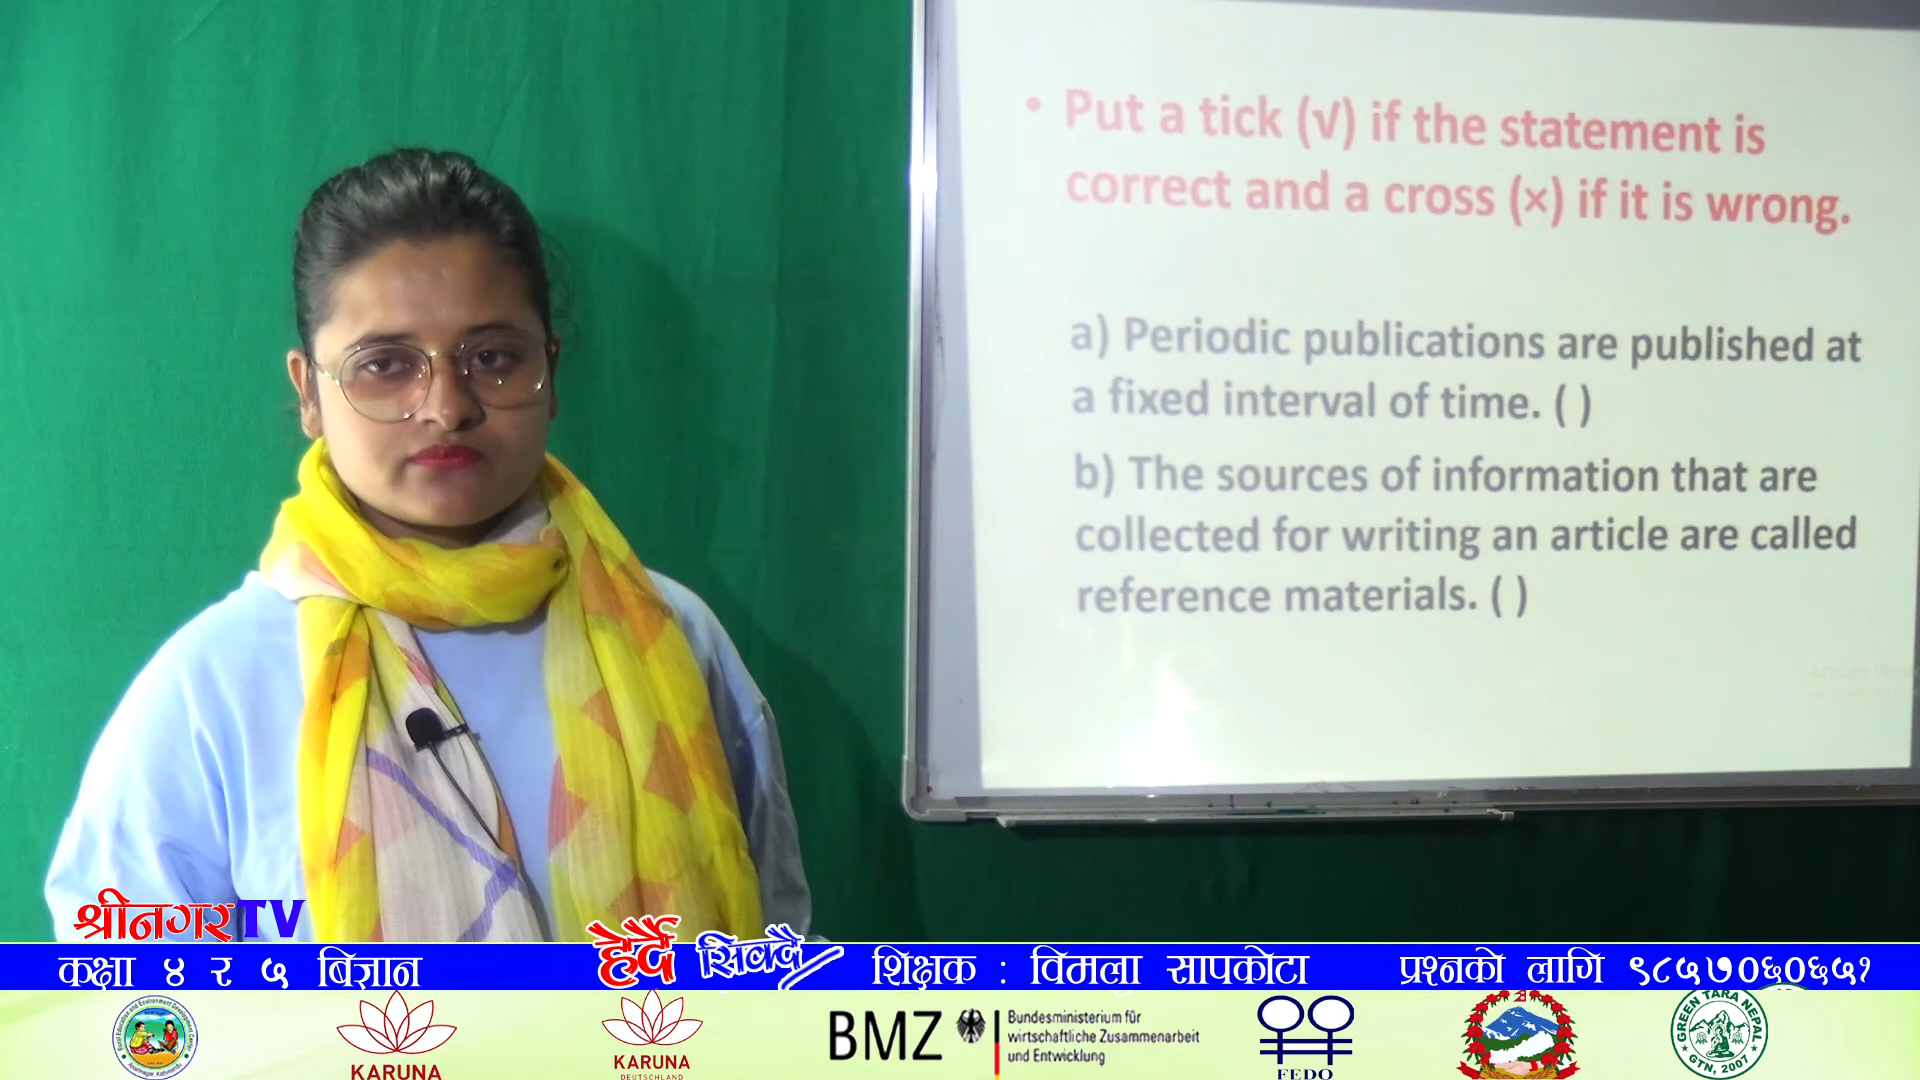 • Put a tick (√) if the statement is
correct and a cross (×) if it is wrong.
a) Periodic publications are published at
a fixed interval of time. ( )
b) The sources of information that are
collected for writing an article are called
reference materials. ( )
श्रीनगर TV
कक्षा ४ र ५ बिज्ञान
हेर्दै सिक्दै
शिक्षक : विमला सापकोटा
प्रश्नको लागि ९८५७०६०६५१
KARUNA
KARUNA
DEUTSCHLAND
BMZ
Bundesministerium für
wirtschaftliche Zusammenarbeit
und Entwicklung
FEDO
GREEN TARA NEPAL
GTN, 2007